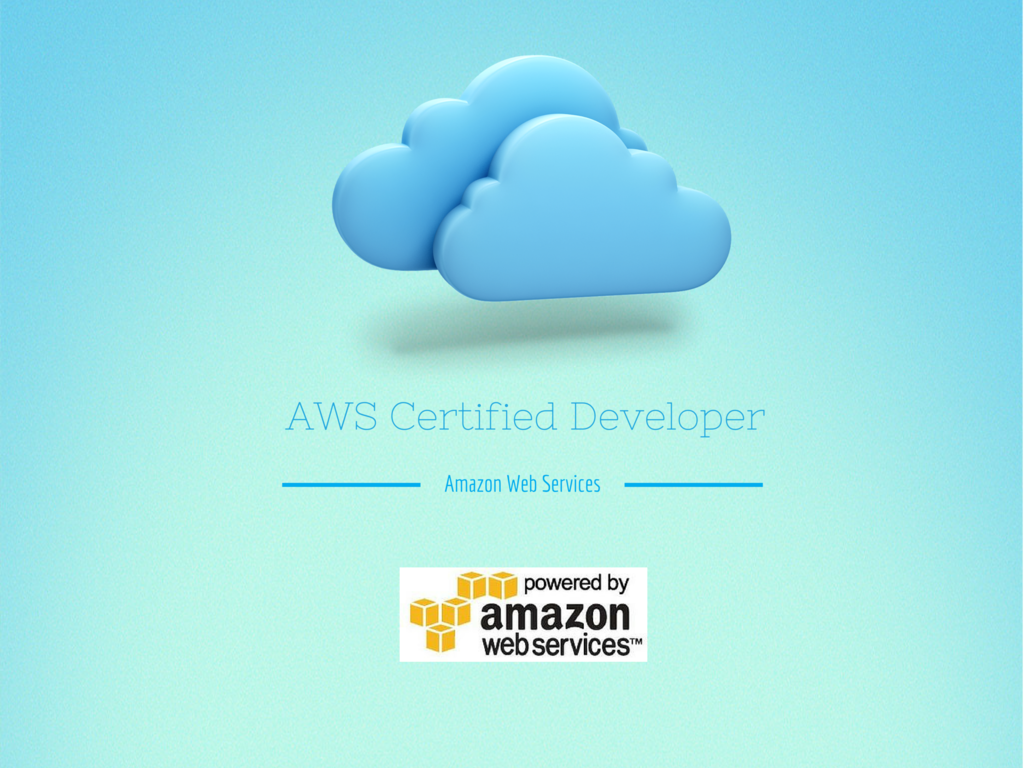 AWS Certified Developer
Amazon Web Services
powered by
amazon
webservices™